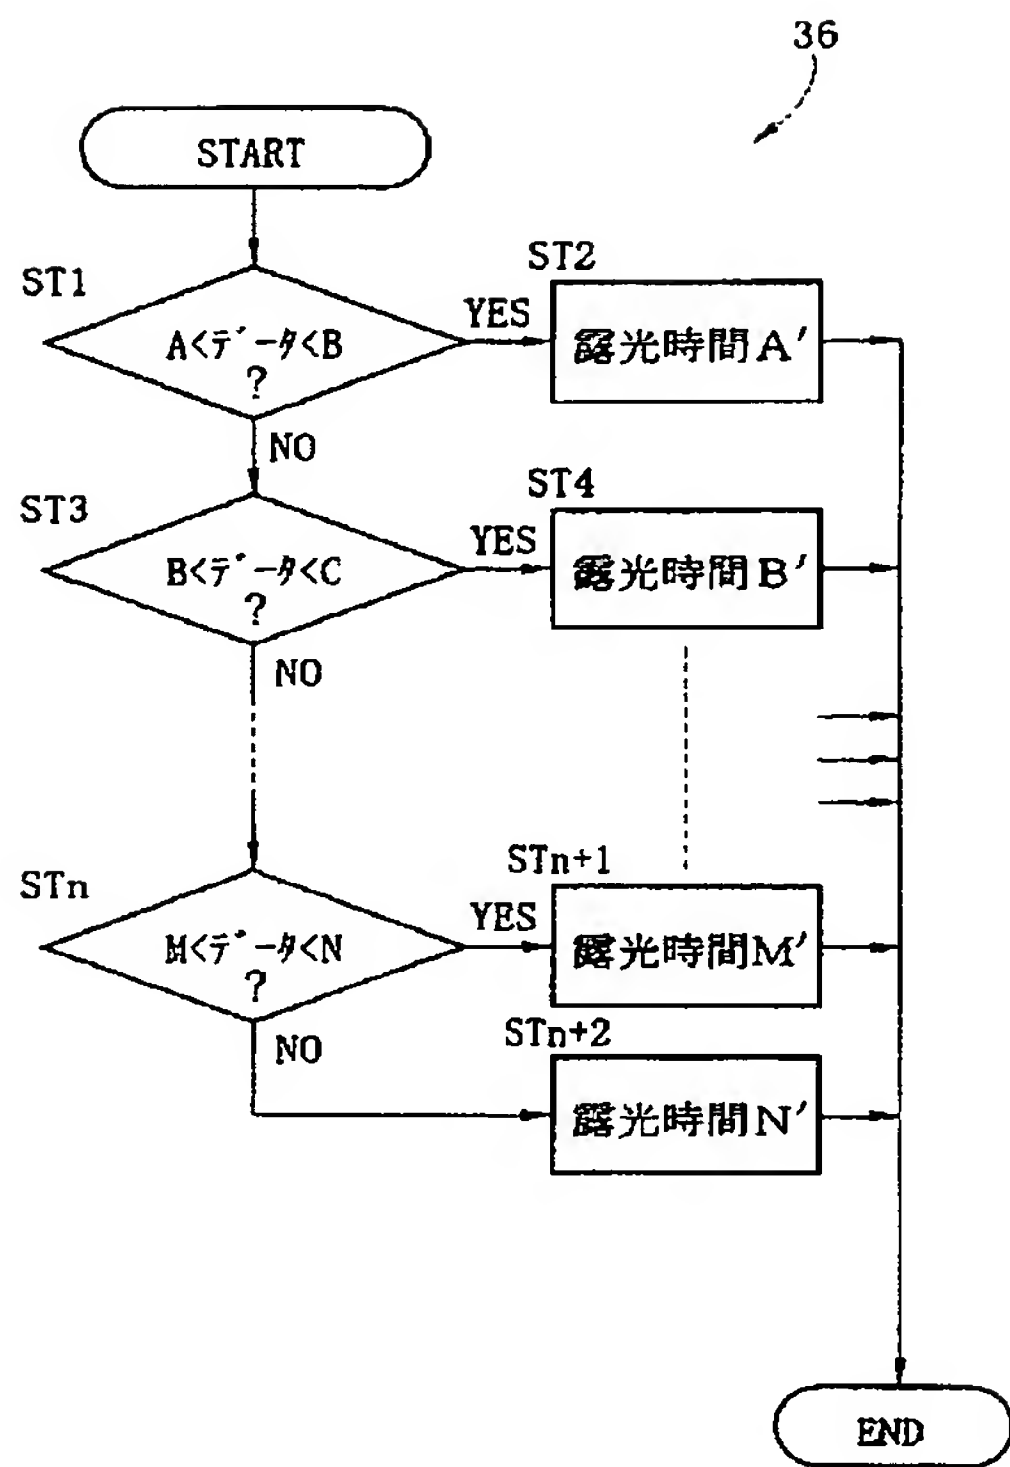 36
START
ST1
A<ﾃﾞｰﾀ<B
?
YES
ST2
露光時間A'
NO
ST3
B<ﾃﾞｰﾀ<C
?
YES
ST4
露光時間B'
NO
STn
M<ﾃﾞｰﾀ<N
?
YES
STn+1
露光時間M'
NO
STn+2
露光時間N'
END